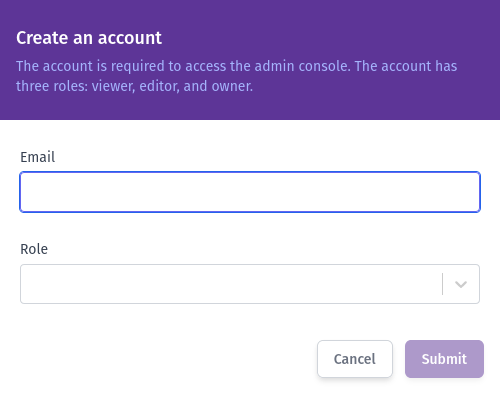 Create an account
The account is required to access the admin console. The account has
three roles: viewer, editor, and owner.
Email
Role
Cancel
Submit